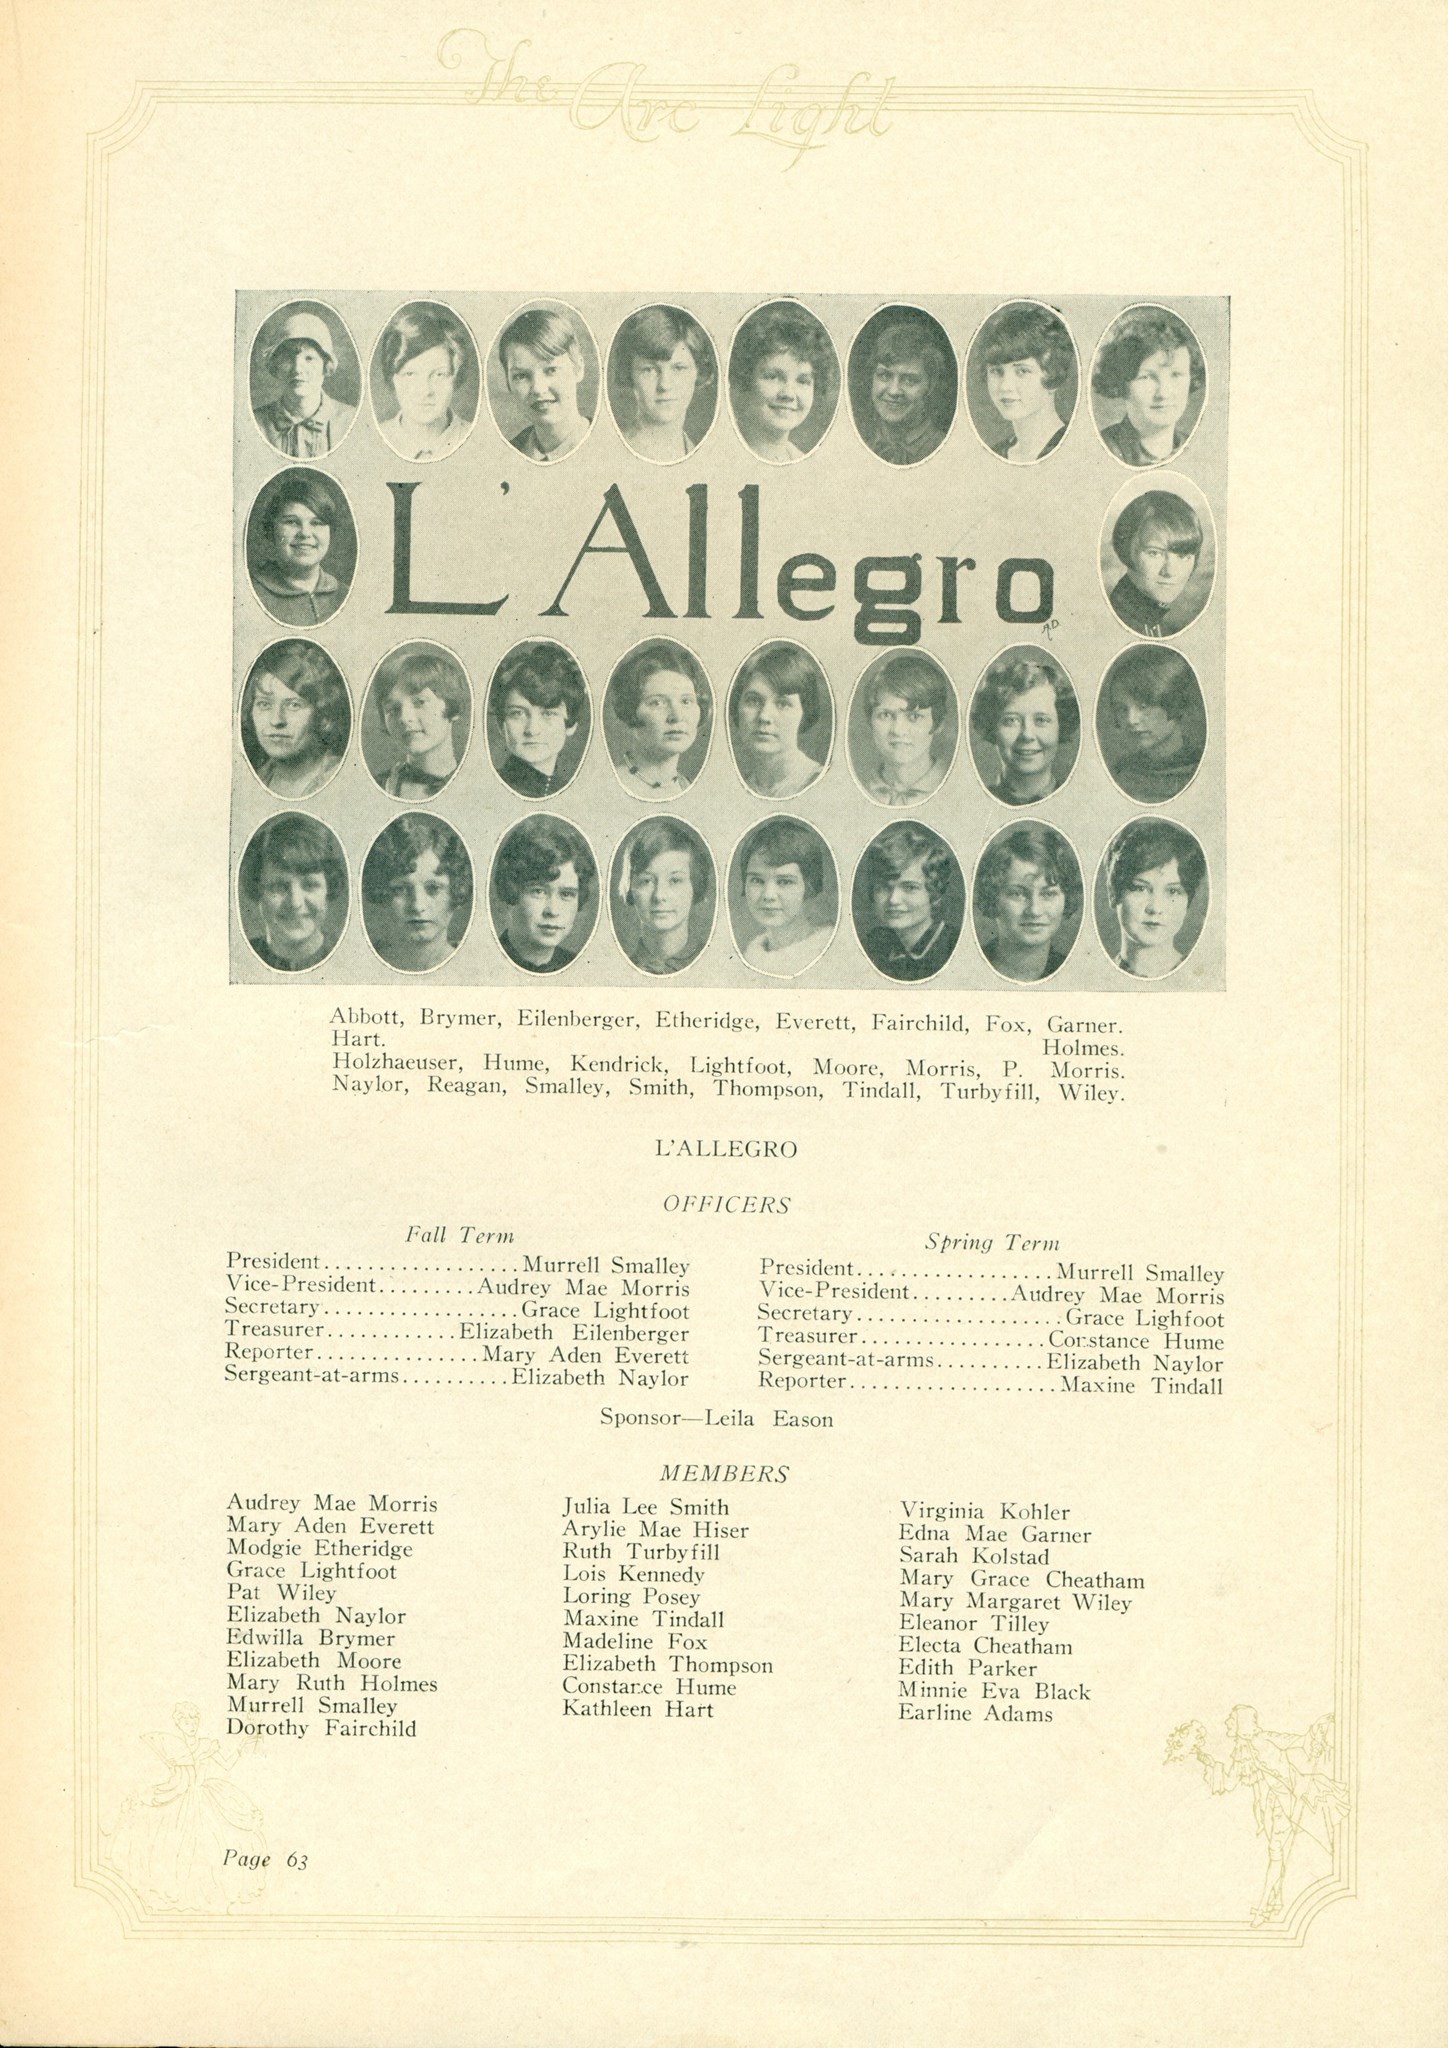 The Arc Light
L'Allegro
A.D.
Abbott, Brymer, Eilenberger, Etheridge, Everett, Fairchild, Fox, Garner.
Hart. Holmes.
Holzhaeuser, Hume, Kendrick, Lightfoot, Moore, Morris, P. Morris.
Naylor, Reagan, Smalley, Smith, Thompson, Tindall, Turbyfill, Wiley.
L'ALLEGRO
OFFICERS
Fall Term
President..................Murrell Smalley
Vice-President.........Audrey Mae Morris
Secretary..................Grace Lightfoot
Treasurer............Elizabeth Eilenberger
Reporter...............Mary Aden Everett
Sergeant-at-arms..........Elizabeth Naylor
Spring Term
President..................Murrell Smalley
Vice-President.........Audrey Mae Morris
Secretary...................Grace Lighfoot
Treasurer.................Constance Hume
Sergeant-at-arms..........Elizabeth Naylor
Reporter....................Maxine Tindall
Sponsor—Leila Eason
MEMBERS
Audrey Mae Morris
Mary Aden Everett
Modgie Etheridge
Grace Lightfoot
Pat Wiley
Elizabeth Naylor
Edwilla Brymer
Elizabeth Moore
Mary Ruth Holmes
Murrell Smalley
Dorothy Fairchild
Julia Lee Smith
Arylie Mae Hiser
Ruth Turbyfill
Lois Kennedy
Loring Posey
Maxine Tindall
Madeline Fox
Elizabeth Thompson
Constance Hume
Kathleen Hart
Virginia Kohler
Edna Mae Garner
Sarah Kolstad
Mary Grace Cheatham
Mary Margaret Wiley
Eleanor Tilley
Electa Cheatham
Edith Parker
Minnie Eva Black
Earline Adams
Page 63